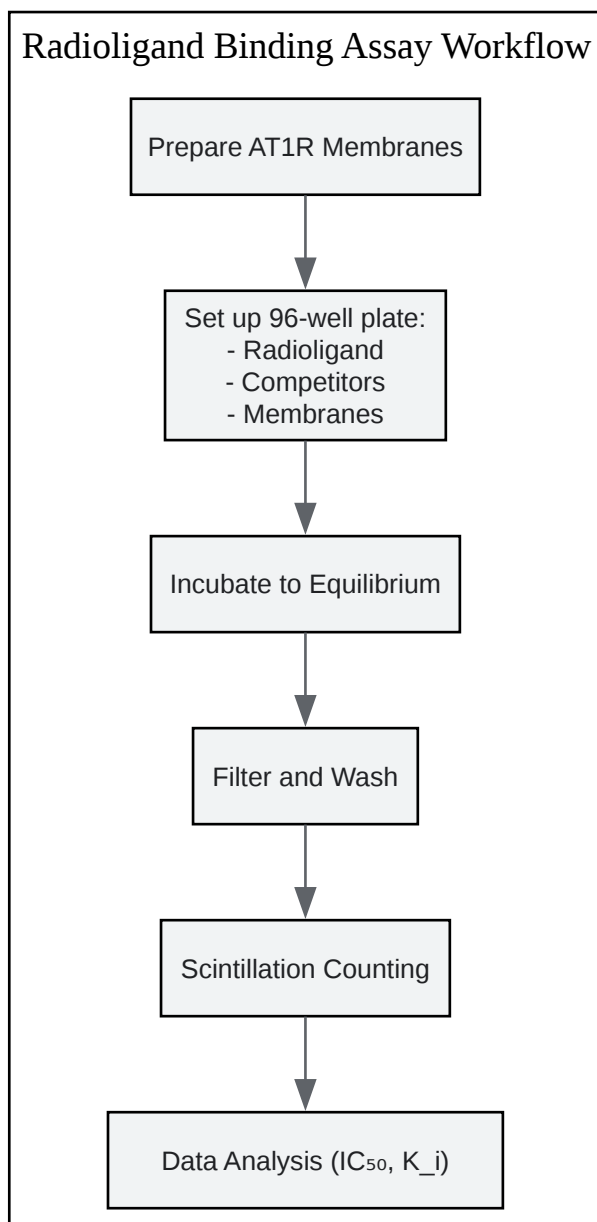 Radioligand Binding Assay Workflow
Prepare AT1R Membranes
Set up 96-well plate:
- Radioligand
- Competitors
- Membranes
Incubate to Equilibrium
Filter and Wash
Scintillation Counting
Data Analysis (IC₅₀, K_i)